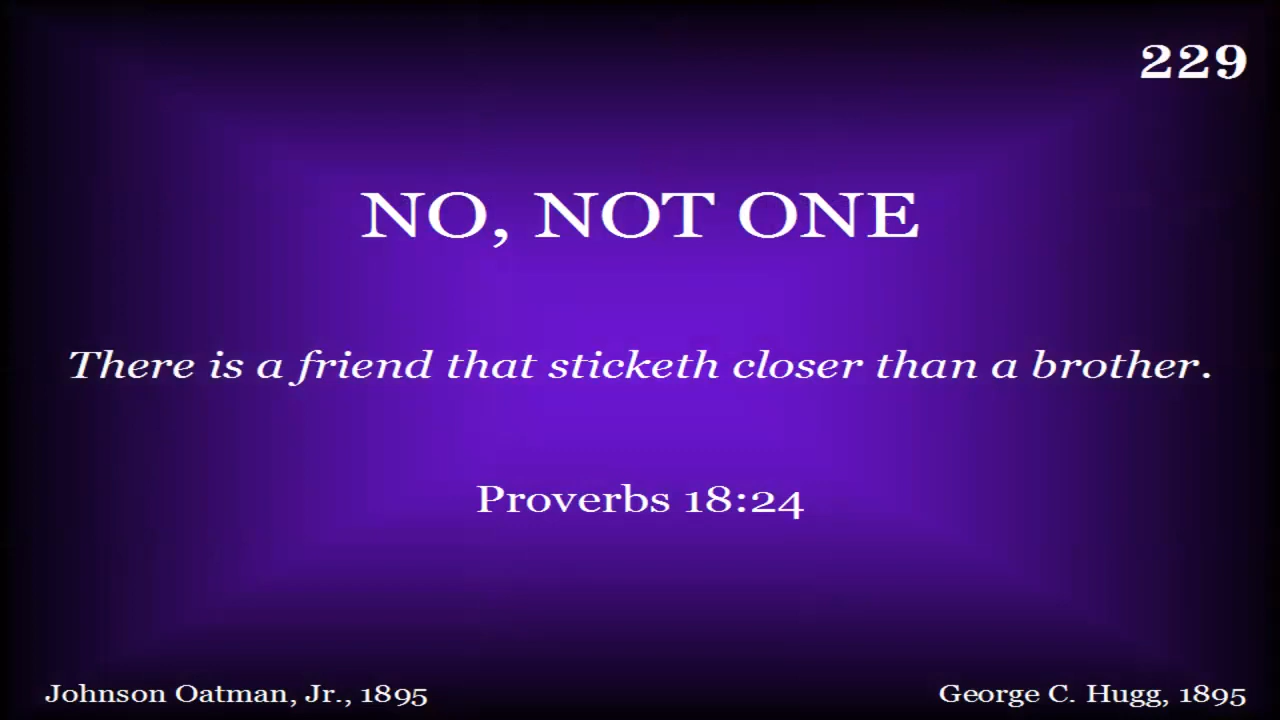 229
NO, NOT ONE
There is a friend that sticketh closer than a brother.
Proverbs 18:24
Johnson Oatman, Jr., 1895
George C. Hugg, 1895